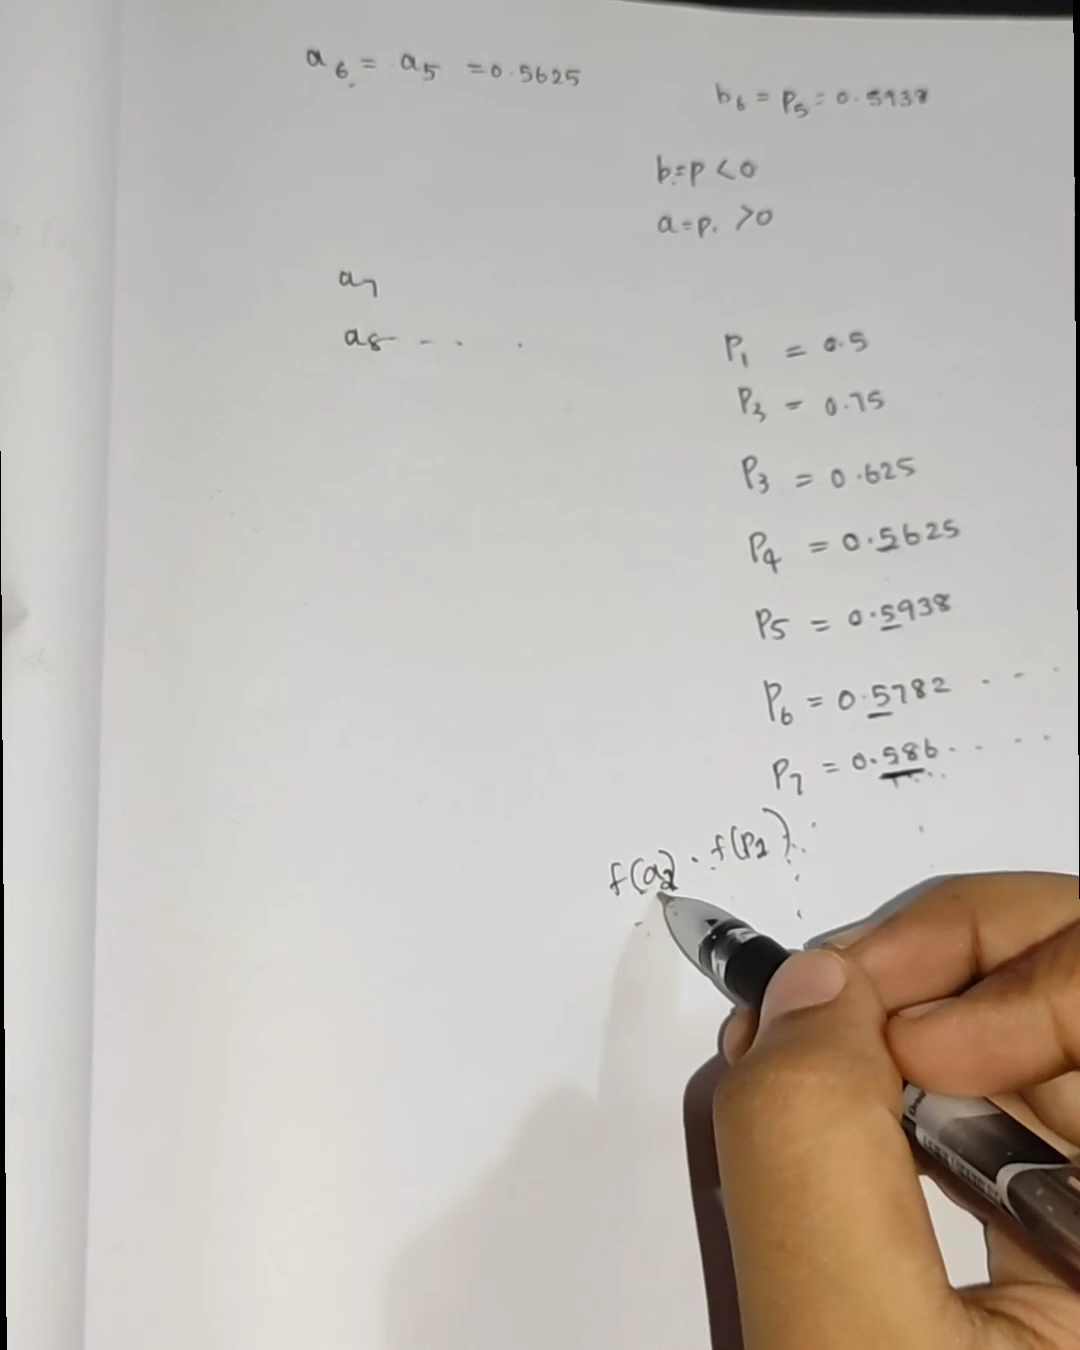 a6 = a5 = 0.5625
b6 = P5 = 0.5938
b=p <0
a=p. >0
a7
a8 - - . .
P1 = 0.5
P3 = 0.75
P3 = 0.625
P4 = 0.5625
P5 = 0.5938
P6 = 0.5782 - - -
P7 = 0.586 - - - -
f(a2) . f(P2)